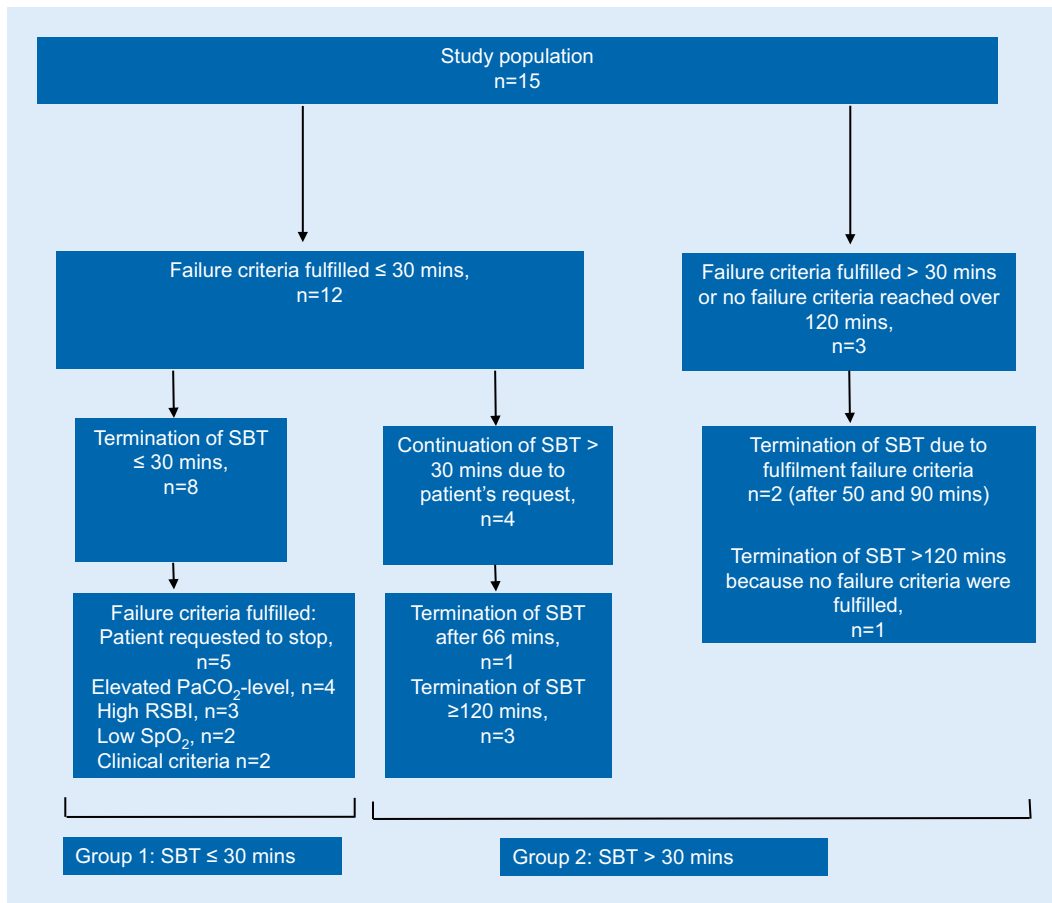 Study population
n=15
Failure criteria fulfilled ≤ 30 mins,
n=12
Failure criteria fulfilled > 30 mins
or no failure criteria reached over
120 mins,
n=3
Termination of SBT
≤ 30 mins,
n=8
Continuation of SBT >
30 mins due to
patient’s request,
n=4
Termination of SBT due to
fulfilment failure criteria
n=2 (after 50 and 90 mins)
Termination of SBT >120 mins
because no failure criteria were
fulfilled,
n=1
Failure criteria fulfilled:
Patient requested to stop,
n=5
Elevated PaCO₂-level, n=4
High RSBI, n=3
Low SpO₂, n=2
Clinical criteria n=2
Termination of SBT
after 66 mins,
n=1
Termination of SBT
≥120 mins,
n=3
Group 1: SBT ≤ 30 mins
Group 2: SBT > 30 mins